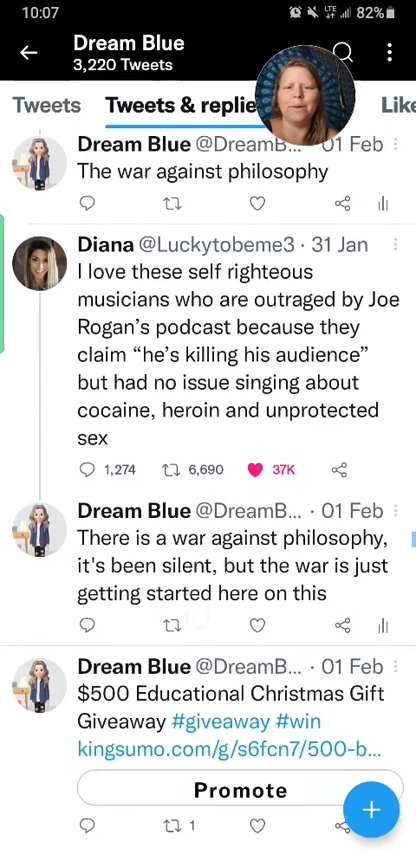 10:07 LTE 82%
Dream Blue
3,220 Tweets
Tweets Tweets & replie Like
Dream Blue @DreamB... 01 Feb
The war against philosophy
Diana @Luckytobeme3 · 31 Jan
I love these self righteous
musicians who are outraged by Joe
Rogan's podcast because they
claim “he's killing his audience”
but had no issue singing about
cocaine, heroin and unprotected
sex
1,274 6,690 37K
Dream Blue @DreamB... · 01 Feb
There is a war against philosophy,
it's been silent, but the war is just
getting started here on this
Dream Blue @DreamB... · 01 Feb
$500 Educational Christmas Gift
Giveaway #giveaway #win
kingsumo.com/g/s6fcn7/500-b...
Promote
1